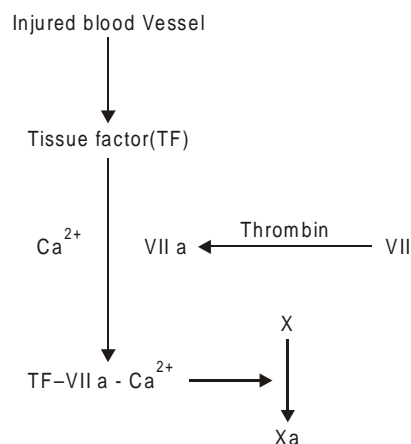 Injured blood Vessel
Tissue factor(TF)
Thrombin
Ca2+ VII a VII
X
TF–VII a - Ca2+
Xa